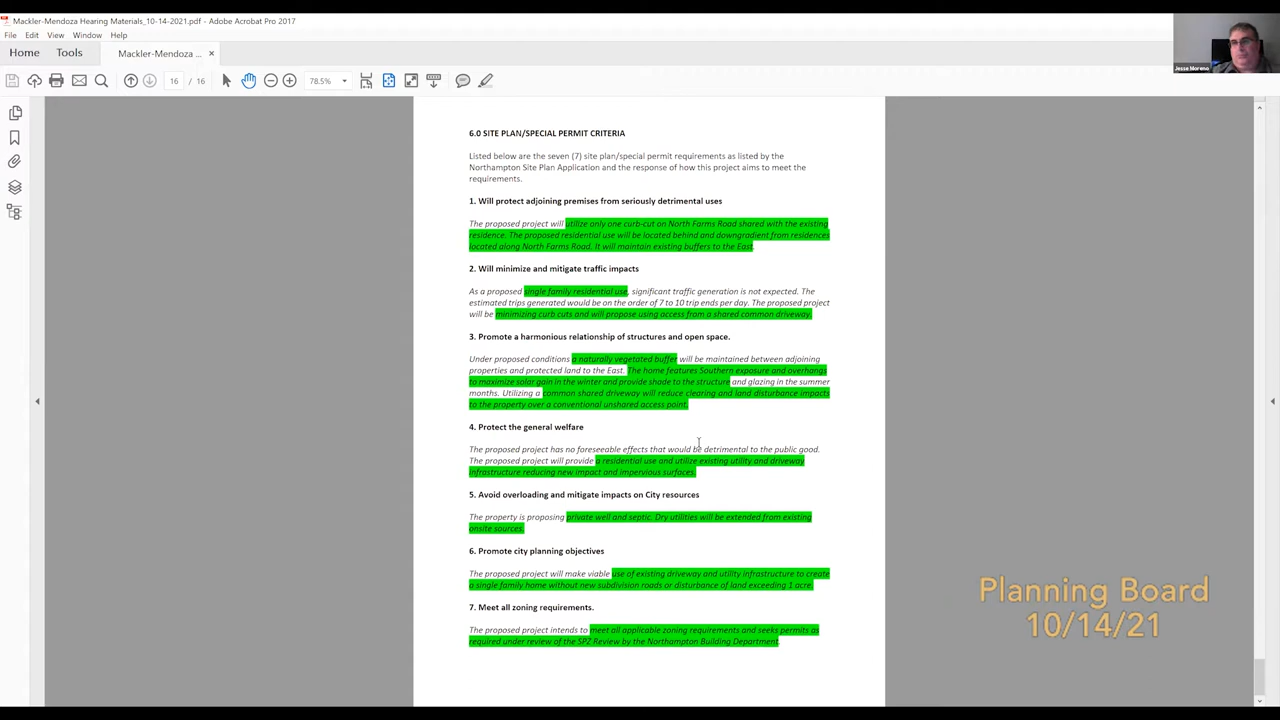 Mackler-Mendoza Hearing Materials_10-14-2021.pdf - Adobe Acrobat Pro 2017
File Edit View Window Help
Home Tools Mackler-Mendoza ... ×
16 / 16 78.5%
Jesse Moreno
6.0 SITE PLAN/SPECIAL PERMIT CRITERIA
Listed below are the seven (7) site plan/special permit requirements as listed by the
Northampton Site Plan Application and the response of how this project aims to meet the
requirements.
1. Will protect adjoining premises from seriously detrimental uses
The proposed project will utilize only one curb-cut on North Farms Road shared with the existing
residence. The proposed residential use will be located behind and downgradient from residences
located along North Farms Road. It will maintain existing buffers to the East.
2. Will minimize and mitigate traffic impacts
As a proposed single family residential use, significant traffic generation is not expected. The
estimated trips generated would be on the order of 7 to 10 trip ends per day. The proposed project
will be minimizing curb cuts and will propose using access from a shared common driveway.
3. Promote a harmonious relationship of structures and open space.
Under proposed conditions a naturally vegetated buffer will be maintained between adjoining
properties and protected land to the East. The home features Southern exposure and overhangs
to maximize solar gain in the winter and provide shade to the structure and glazing in the summer
months. Utilizing a common shared driveway will reduce clearing and land disturbance impacts
to the property over a conventional unshared access point.
4. Protect the general welfare
The proposed project has no foreseeable effects that would be detrimental to the public good.
The proposed project will provide a residential use and utilize existing utility and driveway
infrastructure reducing new impact and impervious surfaces.
5. Avoid overloading and mitigate impacts on City resources
The property is proposing private well and septic. Dry utilities will be extended from existing
onsite sources.
6. Promote city planning objectives
The proposed project will make viable use of existing driveway and utility infrastructure to create
a single family home without new subdivision roads or disturbance of land exceeding 1 acre.
7. Meet all zoning requirements.
The proposed project intends to meet all applicable zoning requirements and seeks permits as
required under review of the SPZ Review by the Northampton Building Department.
Planning Board
10/14/21